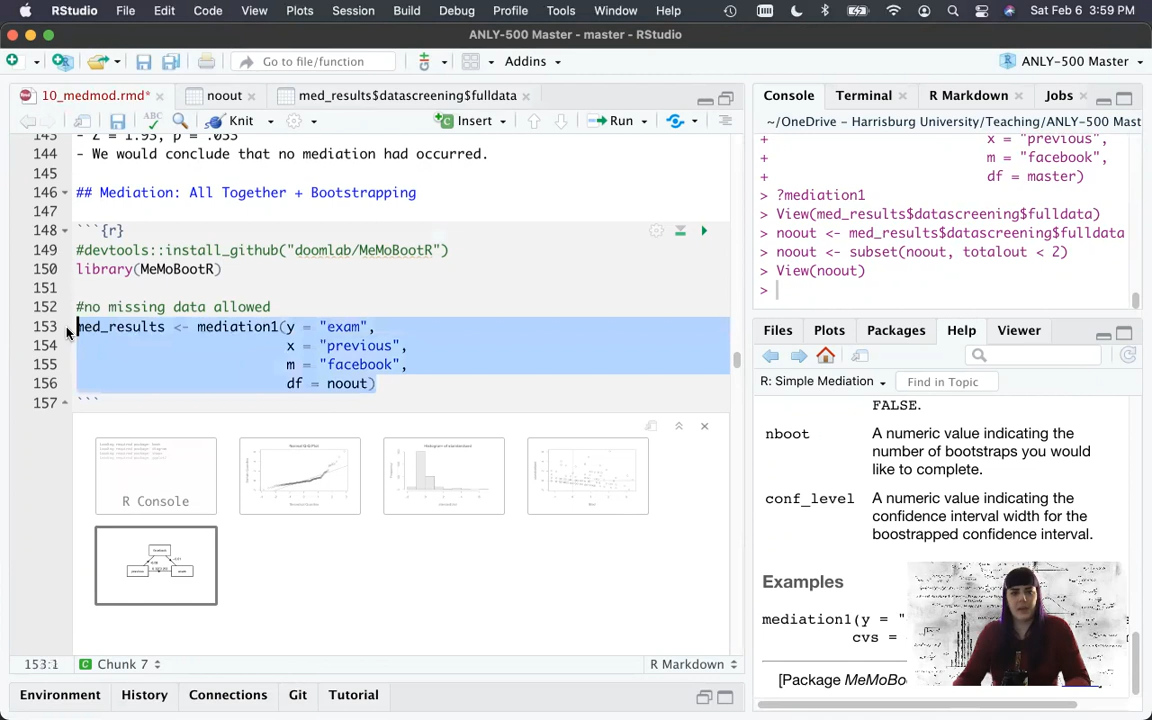 RStudio File Edit Code View Plots Session Build Debug Profile Tools Window Help Sat Feb 6 3:59 PM
ANLY-500 Master - master - RStudio
Go to file/function Addins ANLY-500 Master
10_medmod.rmd* noout med_results$datascreening$fulldata
Knit Insert Run
- Z = 1.93, p = .053
144 - We would conclude that no mediation had occurred.
145
146 ## Mediation: All Together + Bootstrapping
147
148 ```{r}
149 #devtools::install_github("doomlab/MeMoBootR")
150 library(MeMoBootR)
151
152 #no missing data allowed
153 med_results <- mediation1(y = "exam",
154 x = "previous",
155 m = "facebook",
156 df = noout)
157 ```
R Console
153:1 Chunk 7 R Markdown
Environment History Connections Git Tutorial
Console Terminal R Markdown Jobs
~/OneDrive - Harrisburg University/Teaching/ANLY-500 Mast
+ x = "previous",
+ m = "facebook",
+ df = master)
> ?mediation1
> View(med_results$datascreening$fulldata)
> noout <- med_results$datascreening$fulldata
> noout <- subset(noout, totalout < 2)
> View(noout)
>
Files Plots Packages Help Viewer
R: Simple Mediation Find in Topic
FALSE.
nboot A numeric value indicating the
number of bootstraps you would
like to complete.
conf_level A numeric value indicating the
confidence interval width for the
boostrapped confidence interval.
Examples
mediation1(y = "
cvs =
[Package MeMoBo